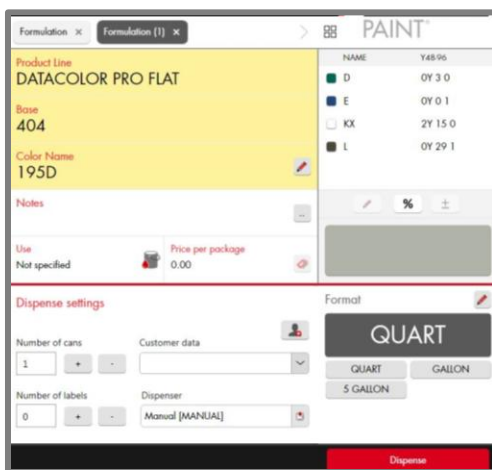 Formulation ×
Formulation (1) ×
PAINT
Product Line
DATACOLOR PRO FLAT
Base
404
Color Name
195D
Notes
...
Use
Not specified
Price per package
0.00
NAME Y48-96
D 0Y 3 0
E 0Y 0 1
KX 2Y 15 0
L 0Y 29 1
% ±
Dispense settings
Number of cans
1 + -
Customer data
Number of labels
0 + -
Dispenser
Manual [MANUAL]
Format
QUART
QUART GALLON
5 GALLON
Dispense